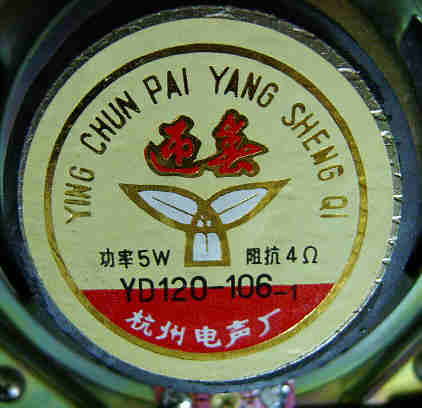 YING CHUN PAI YANG SHENG QI
迎春
功率5W 阻抗4Ω
YD120-106-1
杭州电声厂